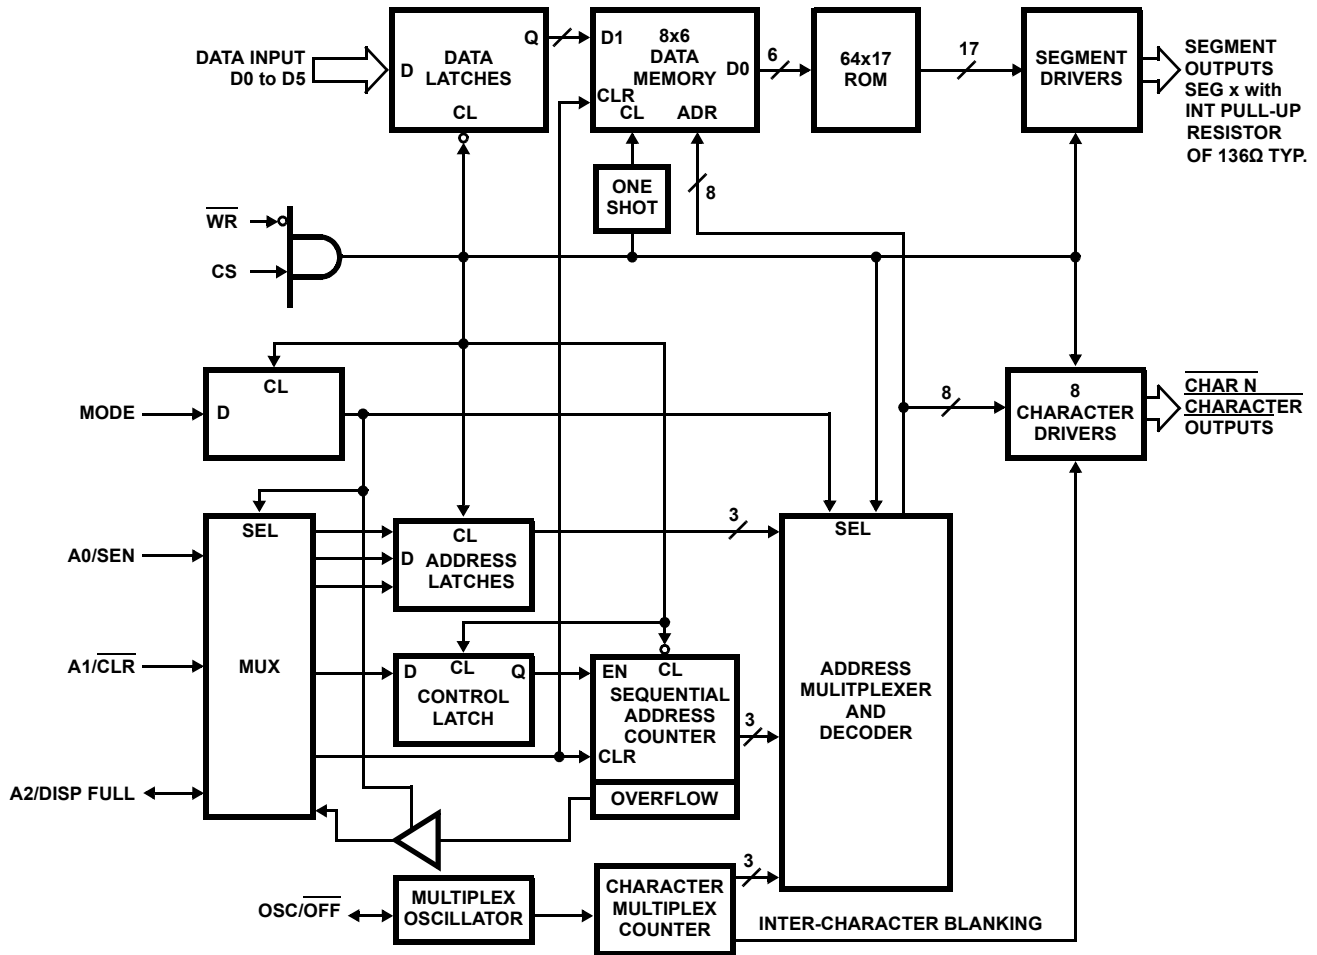 DATA INPUT
D0 to D5
D
DATA
LATCHES
Q
CL
D1
8x6
DATA
MEMORY
D0
CLR
CL
ADR
6
64x17
ROM
17
SEGMENT
DRIVERS
SEGMENT
OUTPUTS
SEG x with
INT PULL-UP
RESISTOR
OF 136Ω TYP.
ONE
SHOT
8
WR
CS
MODE
CL
D
8
8
CHARACTER
DRIVERS
CHAR N
CHARACTER
OUTPUTS
A0/SEN
A1/CLR
A2/DISP FULL
SEL
MUX
CL
D
ADDRESS
LATCHES
3
SEL
ADDRESS
MULITPLEXER
AND
DECODER
D
CL
Q
CONTROL
LATCH
EN
CL
SEQUENTIAL
ADDRESS
COUNTER
CLR
OVERFLOW
3
OSC/OFF
MULTIPLEX
OSCILLATOR
CHARACTER
MULTIPLEX
COUNTER
3
INTER-CHARACTER BLANKING